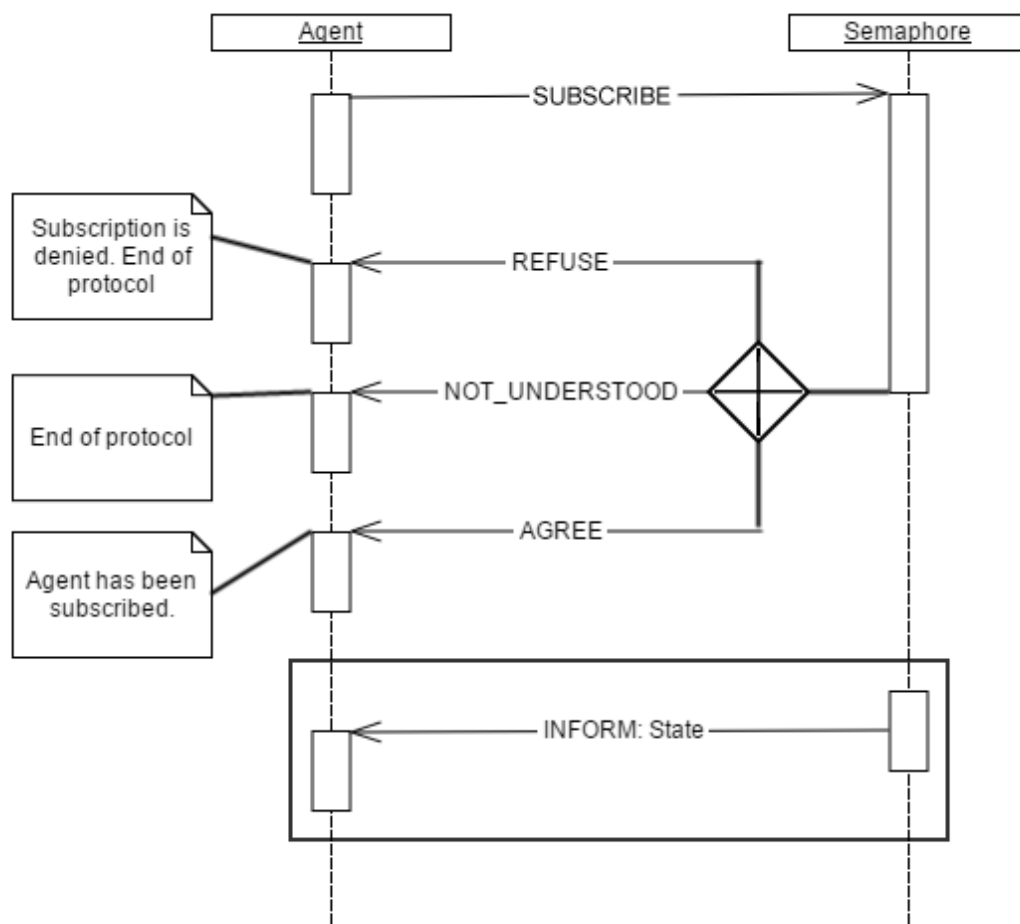 Agent
Semaphore
SUBSCRIBE
Subscription is
denied. End of
protocol
REFUSE
NOT_UNDERSTOOD
End of protocol
AGREE
Agent has been
subscribed.
INFORM: State